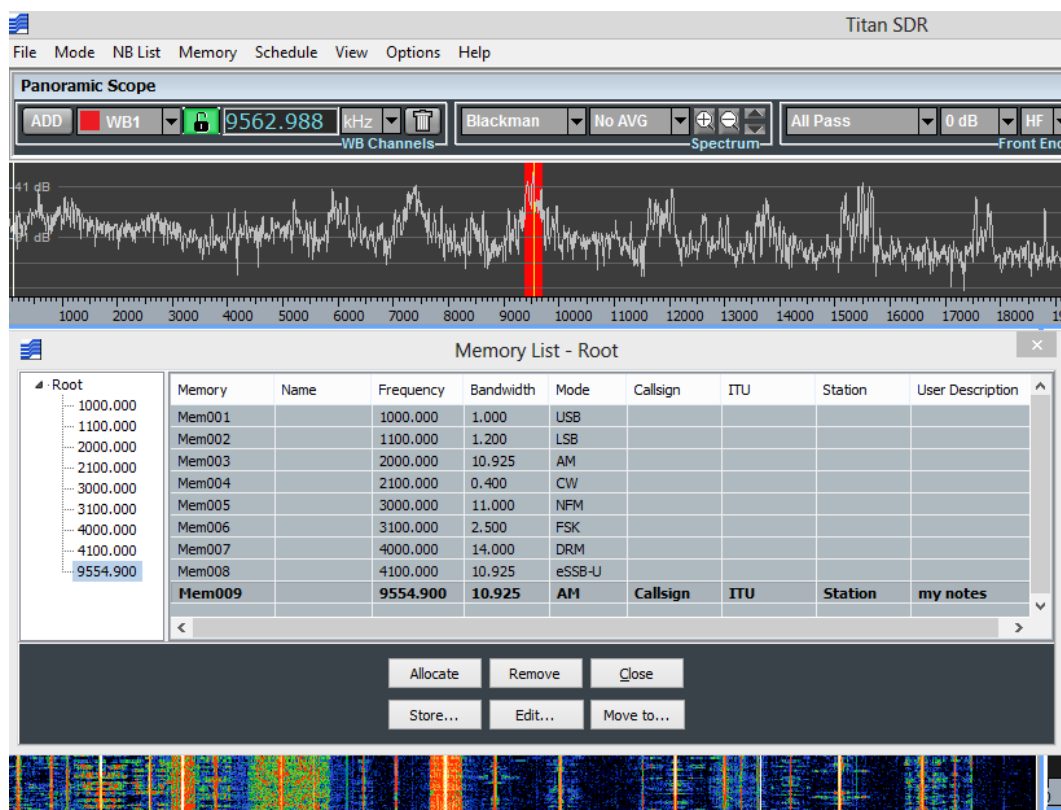 Titan SDR
File Mode NB List Memory Schedule View Options Help
Panoramic Scope
ADD WB1 9562.988 kHz Blackman No AVG All Pass 0 dB HF
WB Channels Spectrum Front End
-41 dB
-91 dB
1000 2000 3000 4000 5000 6000 7000 8000 9000 10000 11000 12000 13000 14000 15000 16000 17000 18000
Memory List - Root
Root
1000.000
1100.000
2000.000
2100.000
3000.000
3100.000
4000.000
4100.000
9554.900
Memory Name Frequency Bandwidth Mode Callsign ITU Station User Description
Mem001 1000.000 1.000 USB
Mem002 1100.000 1.200 LSB
Mem003 2000.000 10.925 AM
Mem004 2100.000 0.400 CW
Mem005 3000.000 11.000 NFM
Mem006 3100.000 2.500 FSK
Mem007 4000.000 14.000 DRM
Mem008 4100.000 10.925 eSSB-U
Mem009 9554.900 10.925 AM Callsign ITU Station my notes
Allocate Remove Close
Store... Edit... Move to...